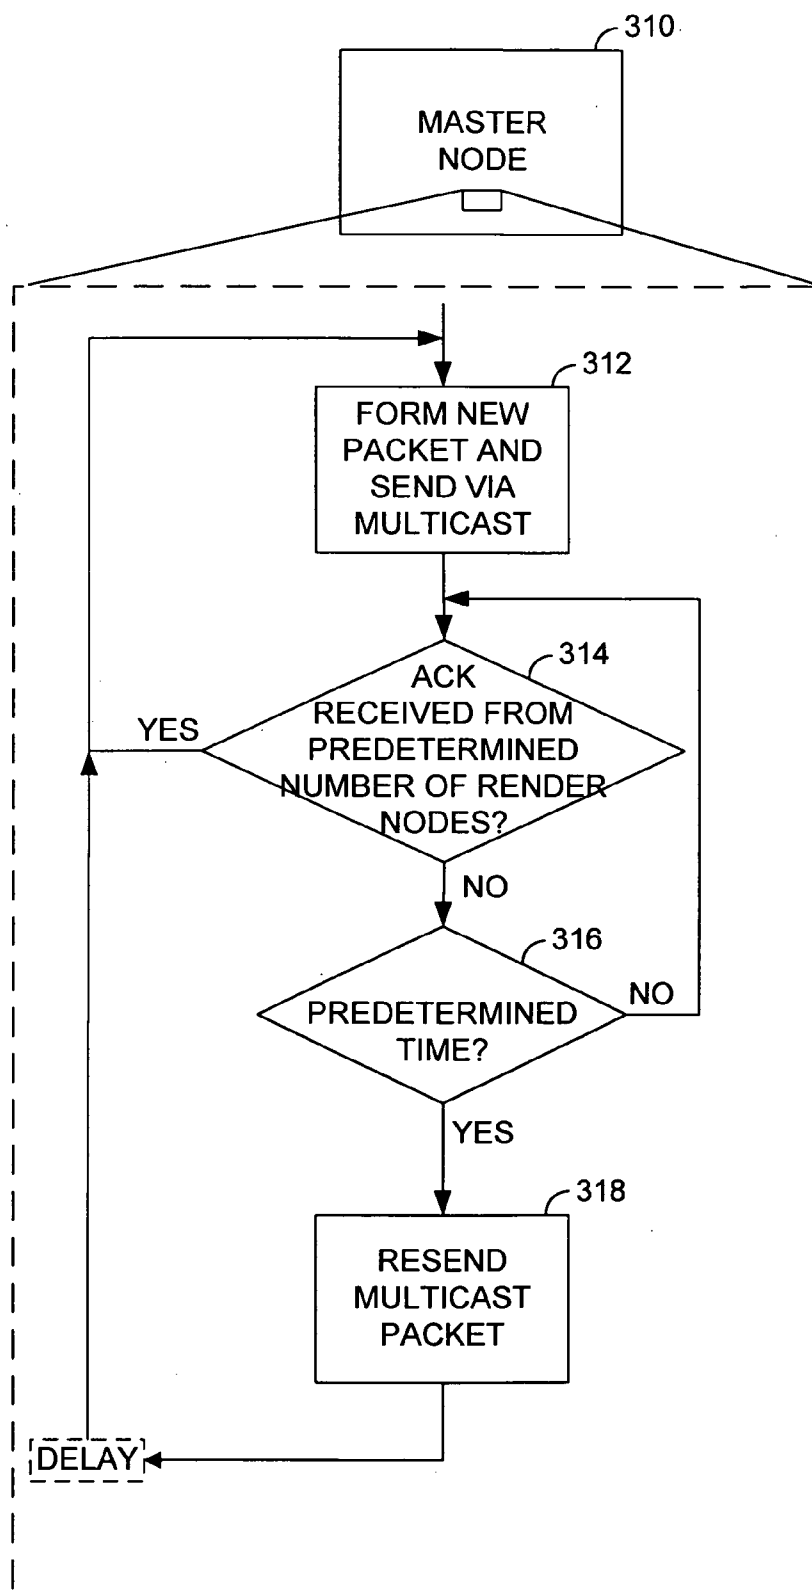 310
MASTER
NODE
312
FORM NEW
PACKET AND
SEND VIA
MULTICAST
314
ACK
RECEIVED FROM
PREDETERMINED
NUMBER OF RENDER
NODES?
YES
NO
316
PREDETERMINED
TIME?
NO
YES
318
RESEND
MULTICAST
PACKET
DELAY